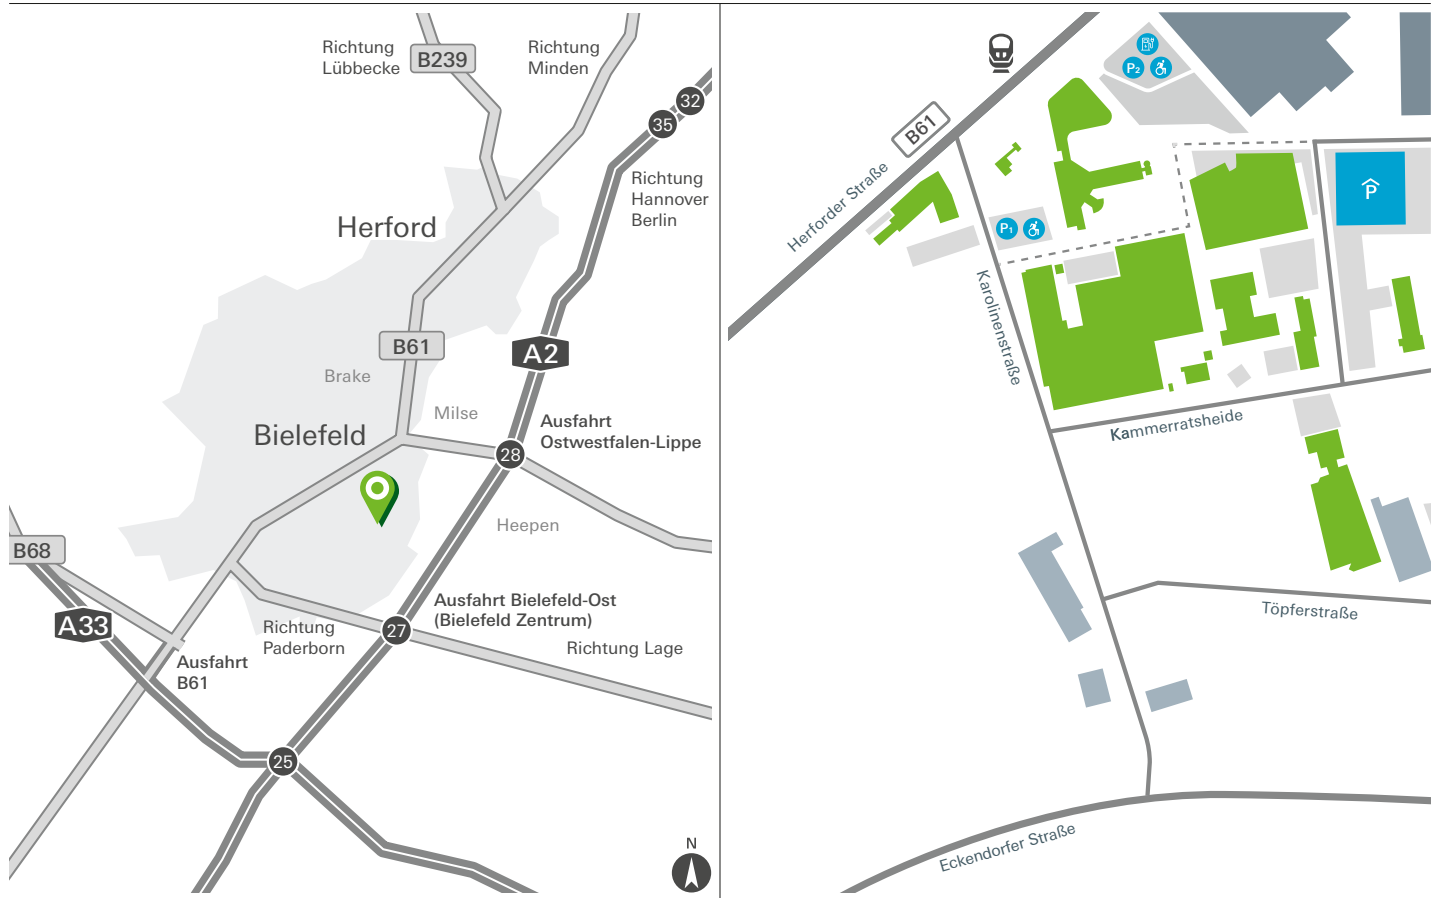 Richtung
Lübbecke
B239
Richtung
Minden
32
35
Richtung
Hannover
Berlin
Herford
B61
A2
Brake
Milse
Bielefeld
Ausfahrt
Ostwestfalen-Lippe
28
Heepen
B68
A33
Ausfahrt Bielefeld-Ost
(Bielefeld Zentrum)
27
Richtung
Paderborn
Richtung Lage
Ausfahrt
B61
25
N
P2
B61
Herforder Straße
P
P1
Karolinenstraße
Kammerratsheide
Töpferstraße
Eckendorfer Straße